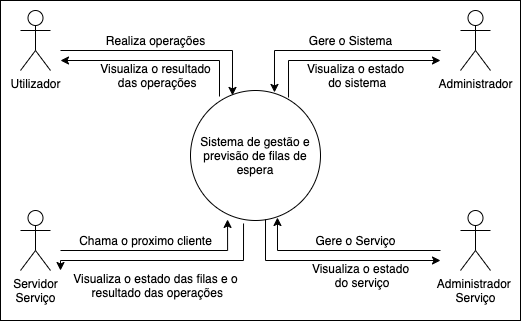 Realiza operações
Gere o Sistema
Visualiza o resultado
das operações
Visualiza o estado
do sistema
Utilizador
Administrador
Sistema de gestão e
previsão de filas de
espera
Chama o proximo cliente
Gere o Serviço
Visualiza o estado das filas e o
resultado das operações
Visualiza o estado
do serviço
Servidor
Serviço
Administrador
Serviço